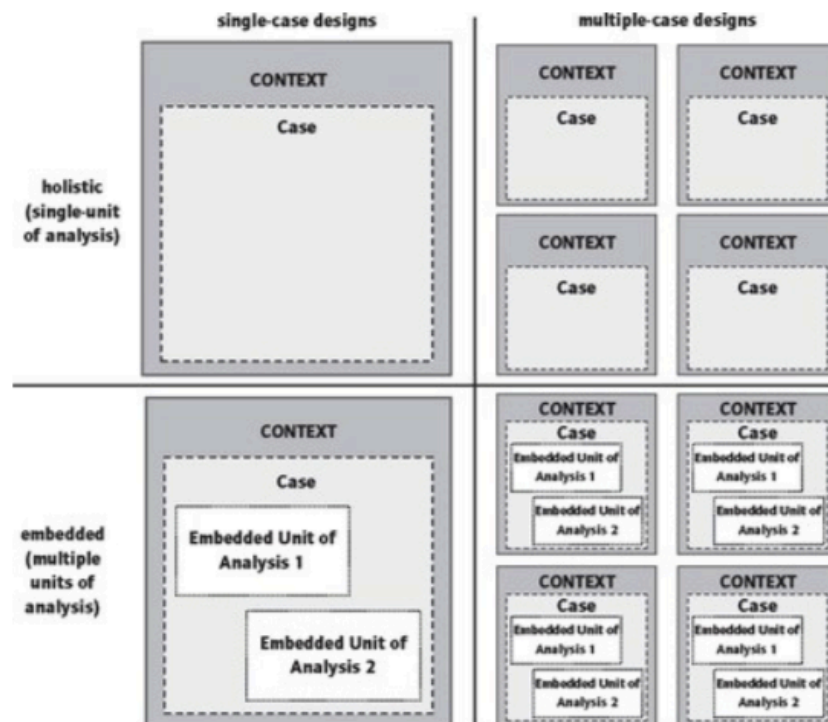 single-case designs
multiple-case designs
CONTEXT
Case
CONTEXT
Case
CONTEXT
Case
holistic
(single-unit
of analysis)
CONTEXT
Case
CONTEXT
Case
CONTEXT
Case
Embedded Unit of
Analysis 1
Embedded Unit of
Analysis 2
embedded
(multiple
units of
analysis)
CONTEXT
Case
Embedded Unit of
Analysis 1
Embedded Unit of
Analysis 2
CONTEXT
Case
Embedded Unit of
Analysis 1
Embedded Unit of
Analysis 2
CONTEXT
Case
Embedded Unit of
Analysis 1
Embedded Unit of
Analysis 2
CONTEXT
Case
Embedded Unit of
Analysis 1
Embedded Unit of
Analysis 2